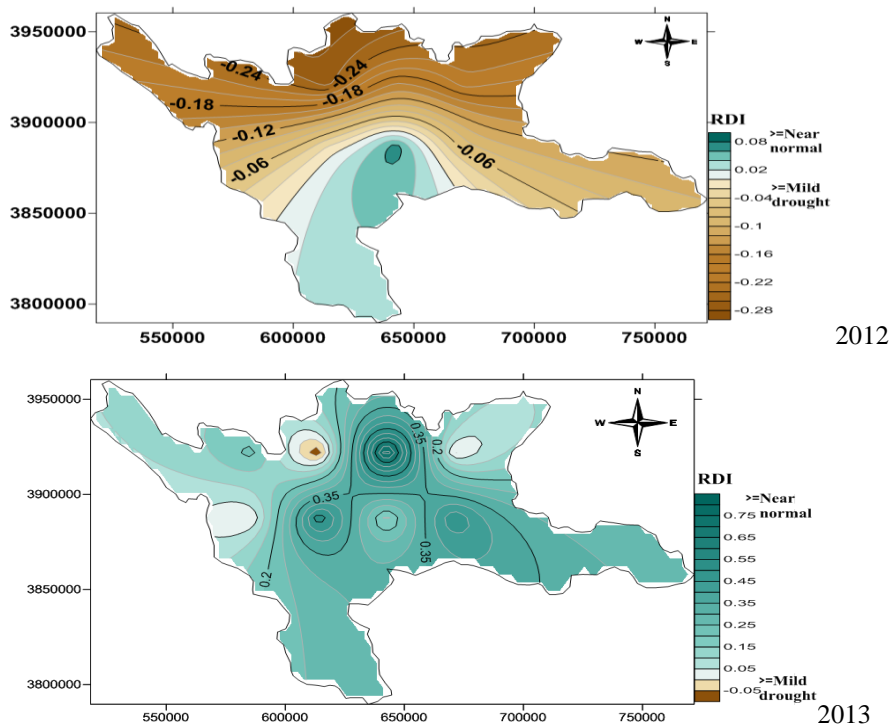 3950000
3900000
3850000
3800000
550000 600000 650000 700000 750000
-0.24
-0.18
-0.12
-0.06
-0.24
-0.18
-0.06
N
W E
S
RDI
>=Near
normal
0.08
0.02
>=Mild
drought
-0.04
-0.1
-0.16
-0.22
-0.28
2012
3950000
3900000
3850000
3800000
550000 600000 650000 700000 750000
0.35
0.2
0.35
0.2
0.35
N
W E
S
RDI
>=Near
normal
0.75
0.65
0.55
0.45
0.35
0.25
0.15
0.05
-0.05
>=Mild
drought
2013